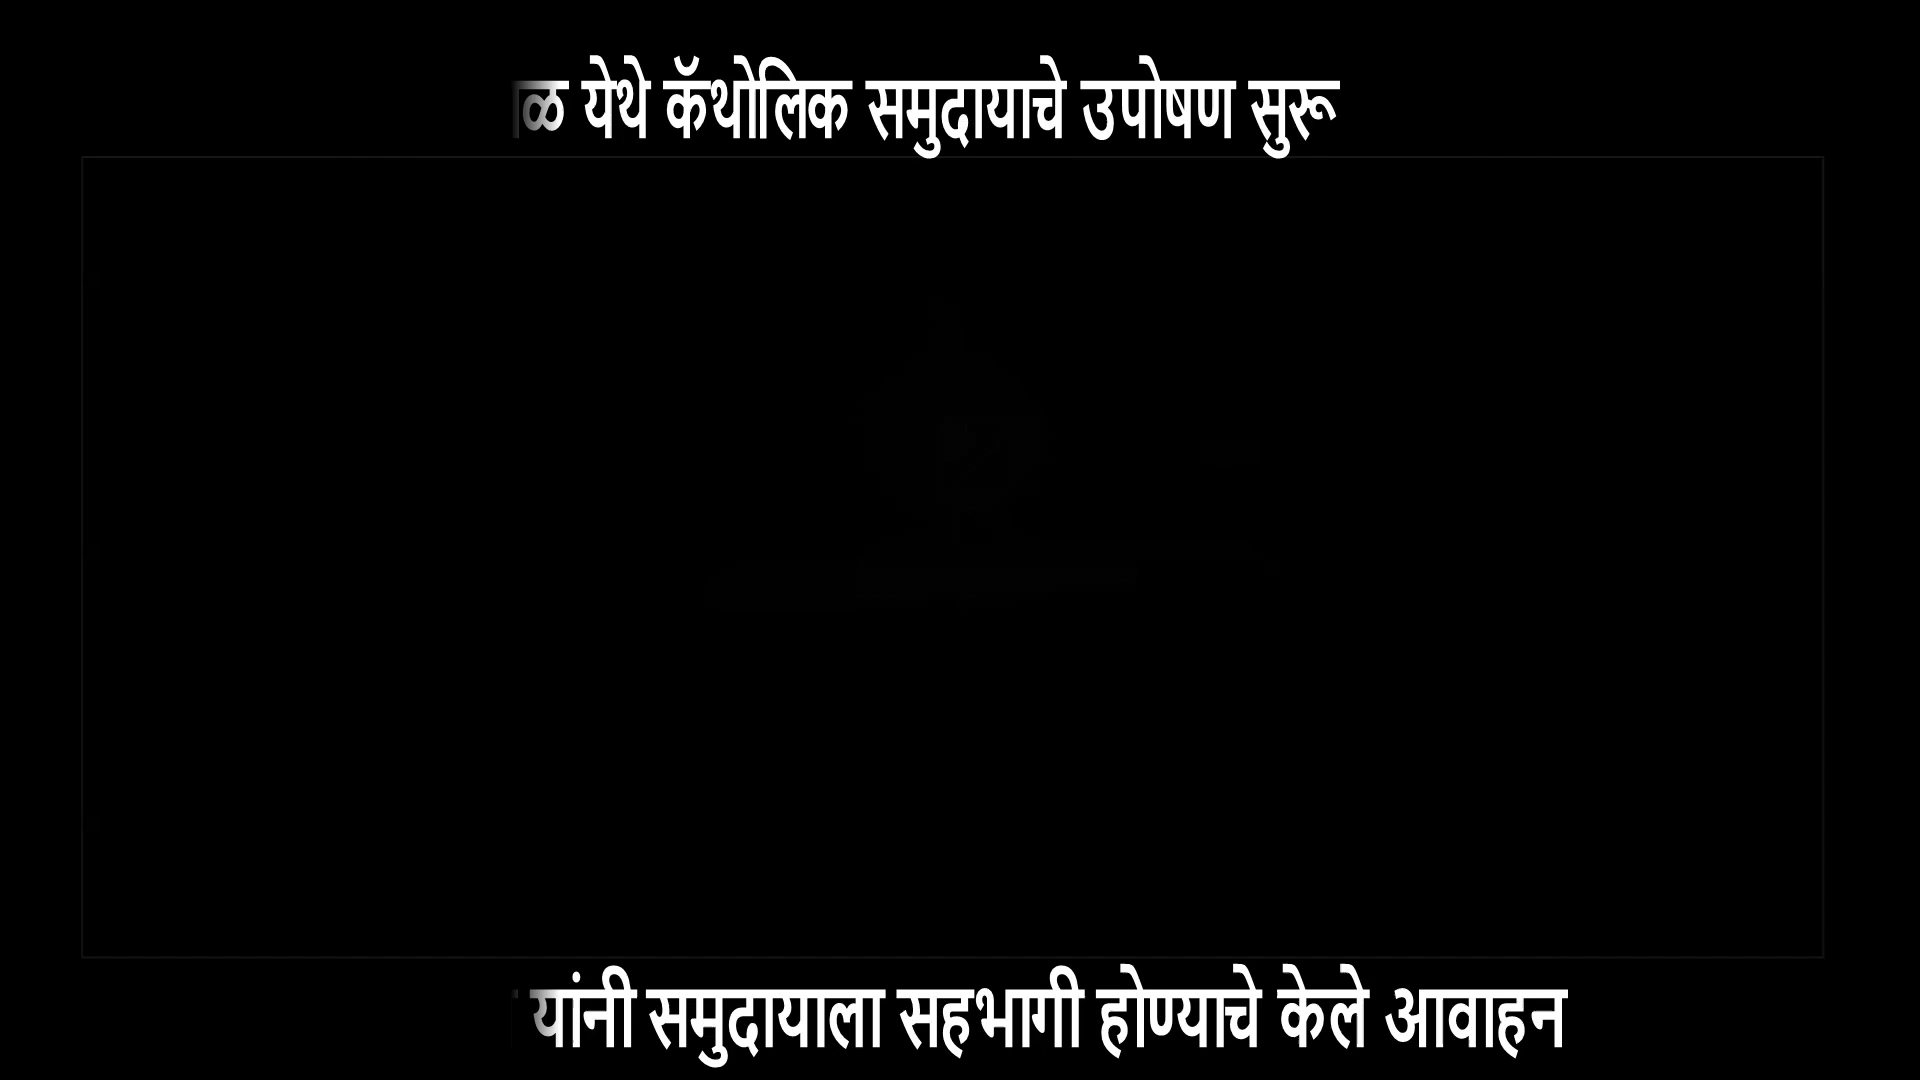 येथे कॅथोलिक समुदायाचे उपोषण सुरू
यांनी समुदायाला सहभागी होण्याचे केले आवाहन